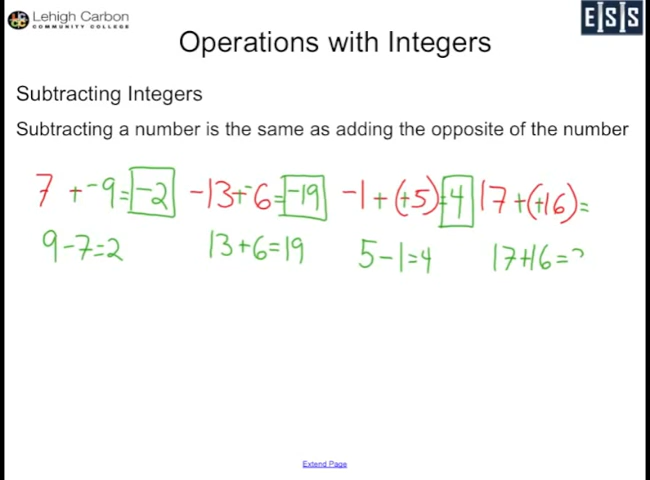 Lehigh Carbon
COMMUNITY COLLEGE
E|S|S
Operations with Integers
Subtracting Integers
Subtracting a number is the same as adding the opposite of the number
7 + -9 = -2 -13 + -6 = -19 -1 + (+5) = 4 17 + (+16) =
9 - 7 = 2 13 + 6 = 19 5 - 1 = 4 17 + 16 =
Extend Page